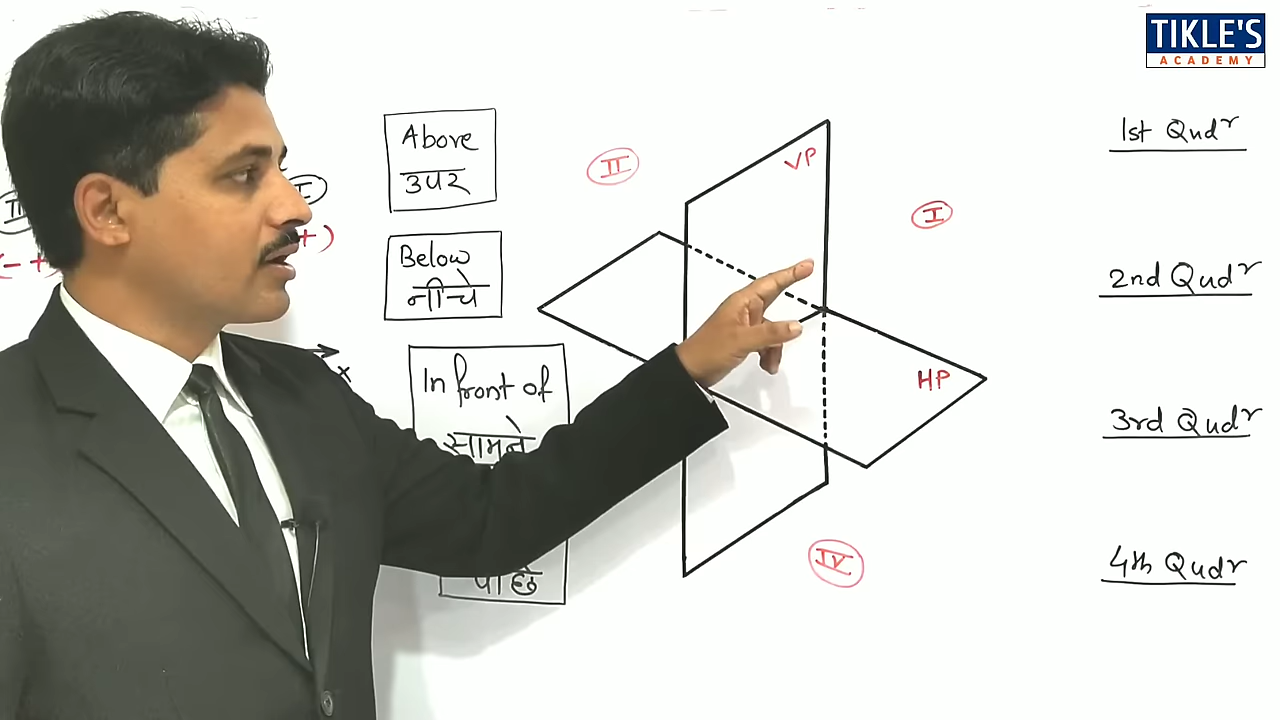 TIKLE'S
ACADEMY
Above
उपर
Below
नीचे
In front of
सामने
II
I
VP
HP
IV
I
x
1st Qudr
2nd Qudr
3rd Qudr
4th Qudr